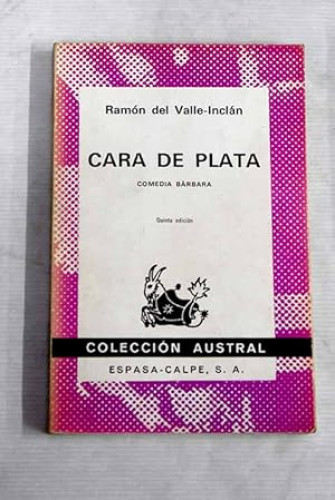 Ramón del Valle-Inclán
CARA DE PLATA
COMEDIA BÁRBARA
Quinta edición
COLECCIÓN AUSTRAL
ESPASA-CALPE, S. A.